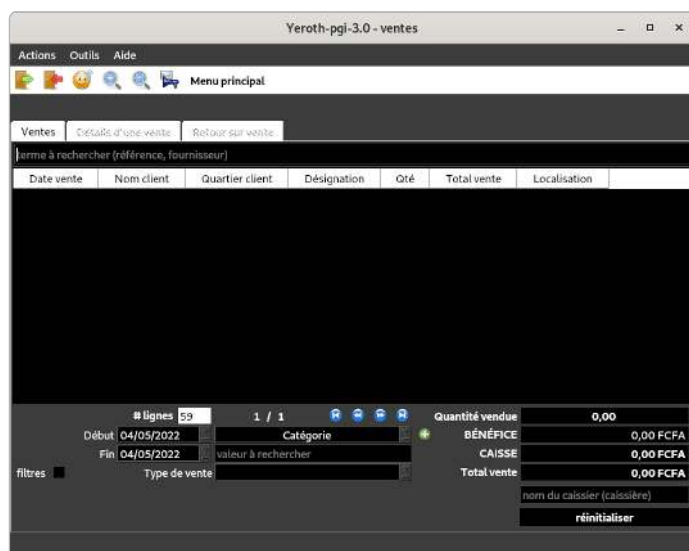 Yeroth-pgi-3.0 - ventes
Actions Outils Aide
Menu principal
Ventes Détails d'une vente Retour sur vente
terme à rechercher (référence, fournisseur)
Date vente Nom client Quartier client Désignation Qté Total vente Localisation
# lignes 59 1 / 1 Quantité vendue 0,00
Début 04/05/2022 Catégorie BÉNÉFICE 0,00 FCFA
Fin 04/05/2022 valeur à rechercher CAISSE 0,00 FCFA
filtres Type de vente Total vente 0,00 FCFA
nom du caissier (caissière)
réinitialiser